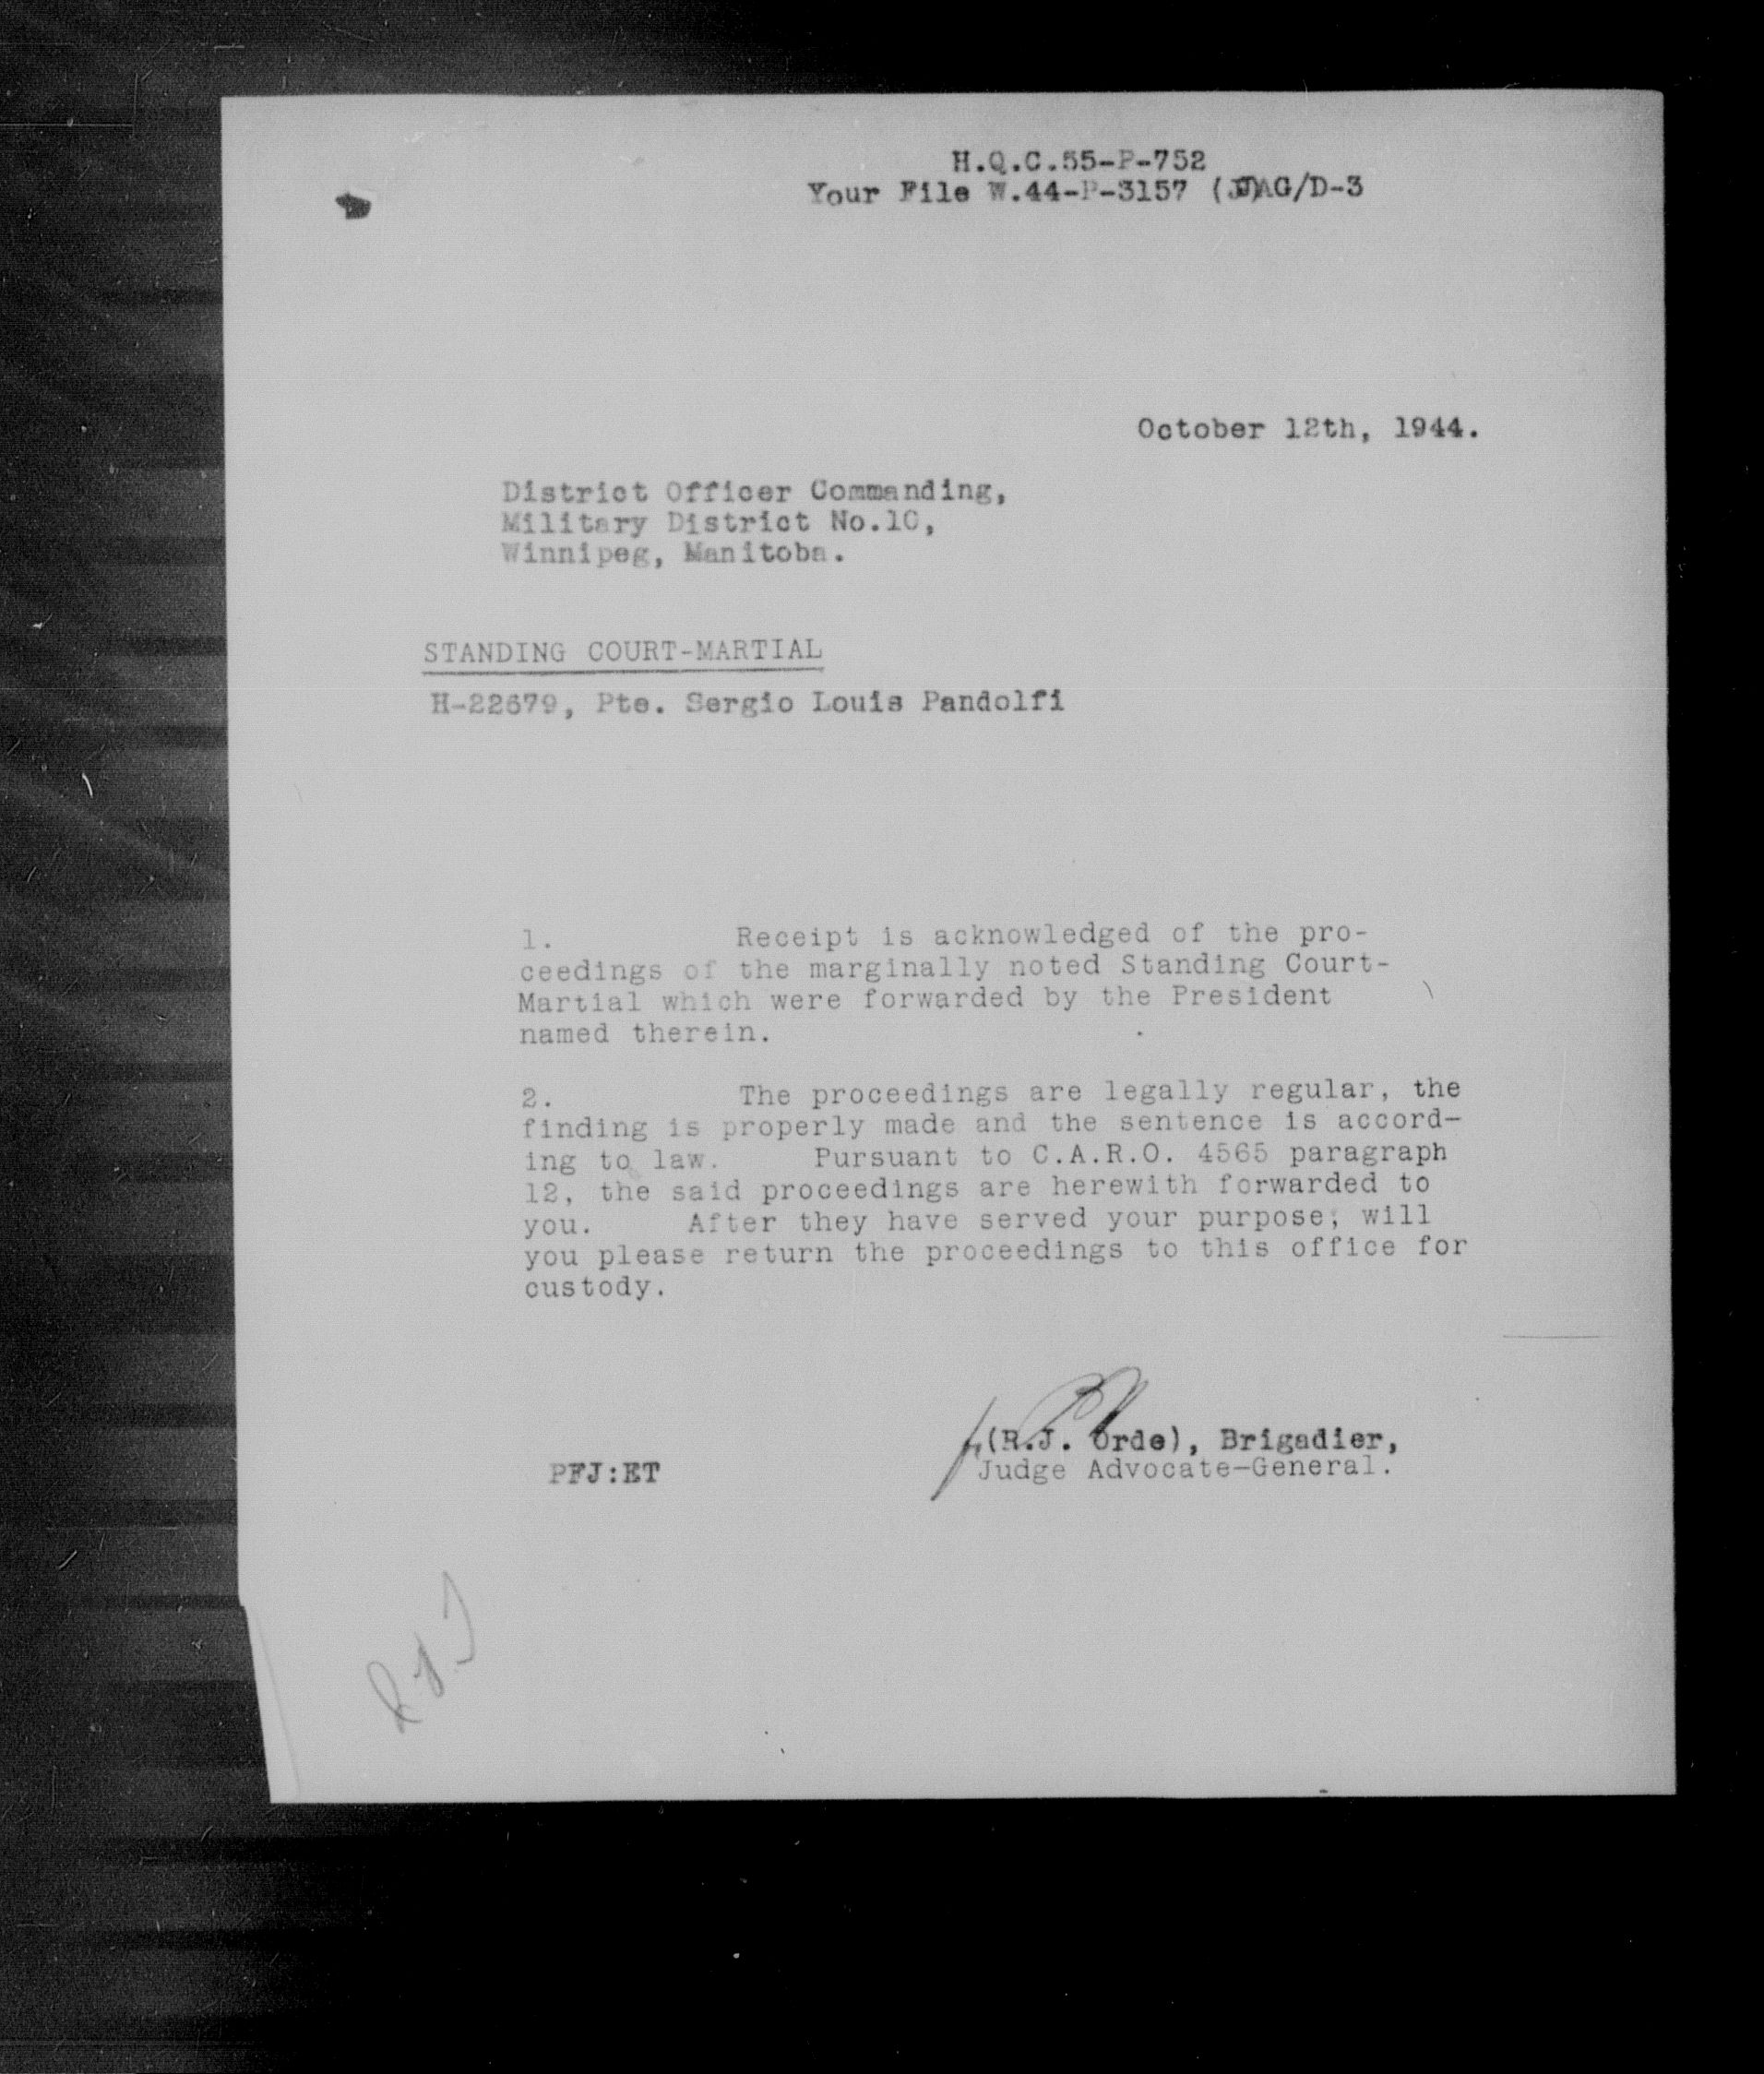 H.Q.C.55-P-752
Your File W.44-P-3157 (J)AG/D-3
October 12th, 1944.
District Officer Commanding,
Military District No.10,
Winnipeg, Manitoba.
STANDING COURT-MARTIAL
H-22679, Pte. Sergio Louis Pandolfi
1. Receipt is acknowledged of the pro-
ceedings of the marginally noted Standing Court-
Martial which were forwarded by the President
named therein.
2. The proceedings are legally regular, the
finding is properly made and the sentence is accord-
ing to law. Pursuant to C.A.R.O. 4565 paragraph
12, the said proceedings are herewith forwarded to
you. After they have served your purpose, will
you please return the proceedings to this office for
custody.
(R.J. Orde), Brigadier,
PFJ:ET Judge Advocate-General.